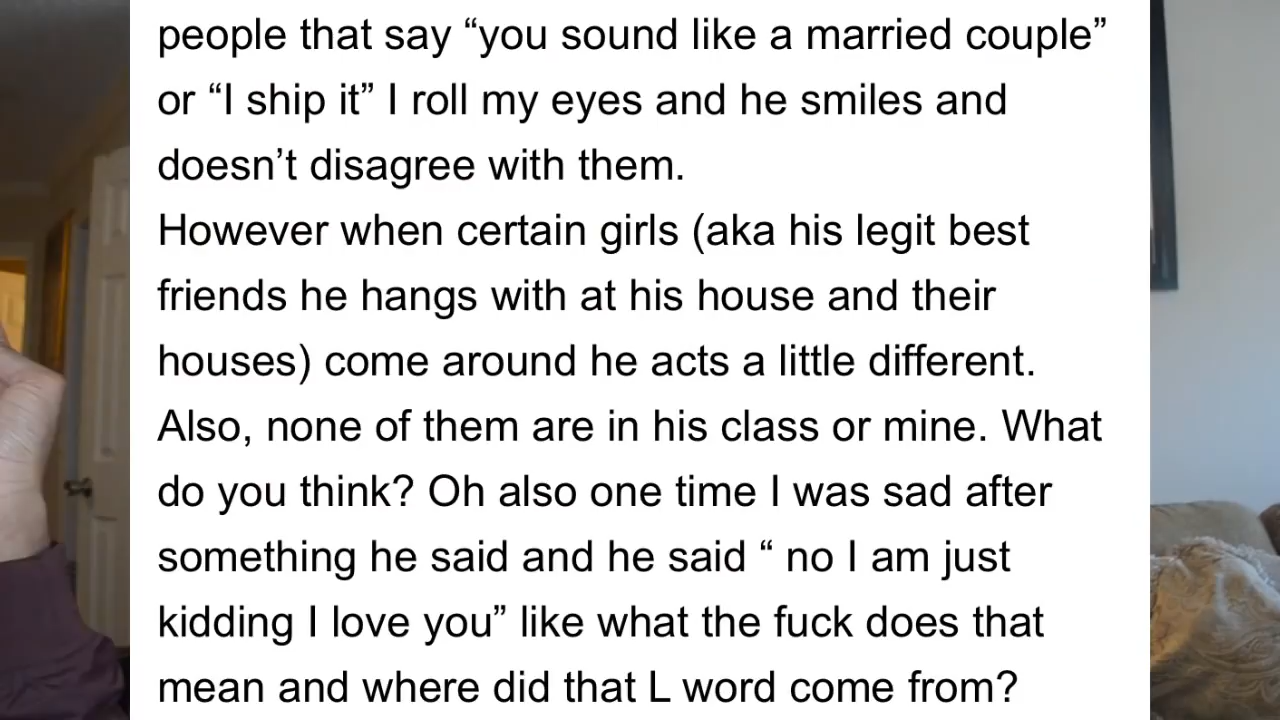 people that say “you sound like a married couple”
or “I ship it” I roll my eyes and he smiles and
doesn’t disagree with them.
However when certain girls (aka his legit best
friends he hangs with at his house and their
houses) come around he acts a little different.
Also, none of them are in his class or mine. What
do you think? Oh also one time I was sad after
something he said and he said “ no I am just
kidding I love you” like what the fuck does that
mean and where did that L word come from?